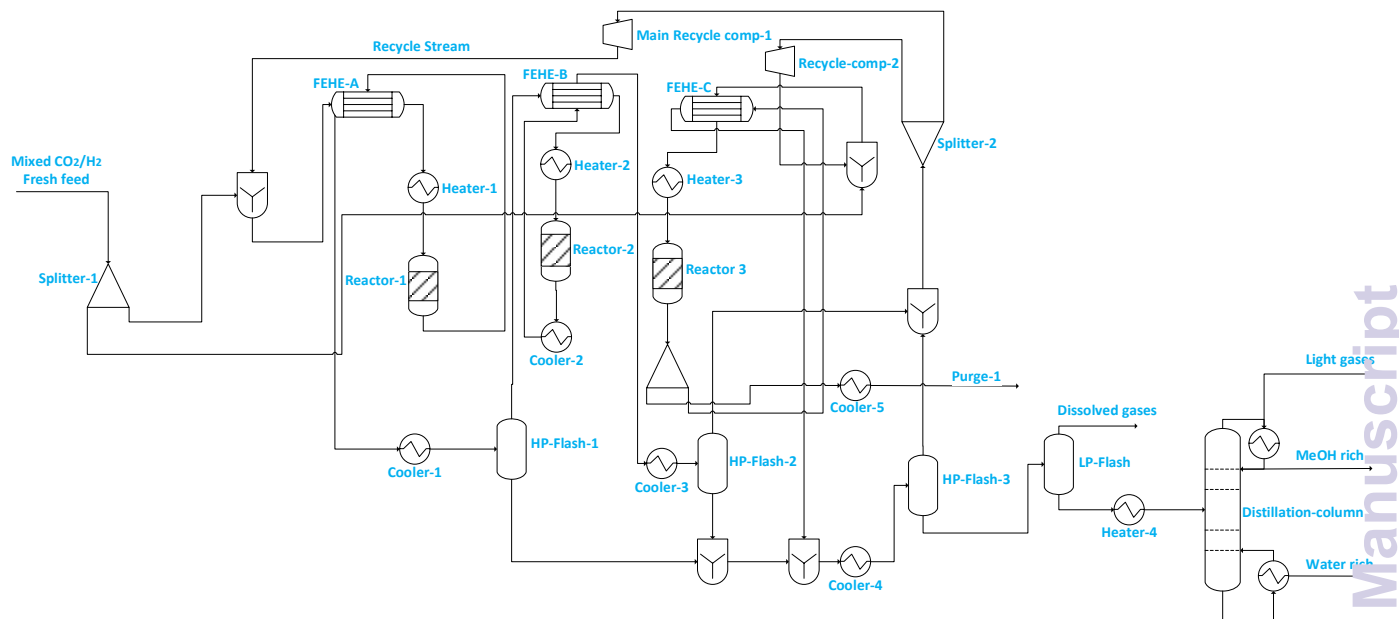 Main Recycle comp-1
Recycle Stream
Recycle-comp-2
FEHE-A
FEHE-B
FEHE-C
Splitter-2
Mixed CO2/H2
Fresh feed
Heater-1
Heater-2
Heater-3
Splitter-1
Reactor-1
Reactor-2
Reactor 3
Cooler-2
Cooler-5
Purge-1
Light gases
Dissolved gases
Cooler-1
HP-Flash-1
Cooler-3
HP-Flash-2
HP-Flash-3
LP-Flash
MeOH rich
Heater-4
Distillation-column
Cooler-4
Water rich
Manuscript